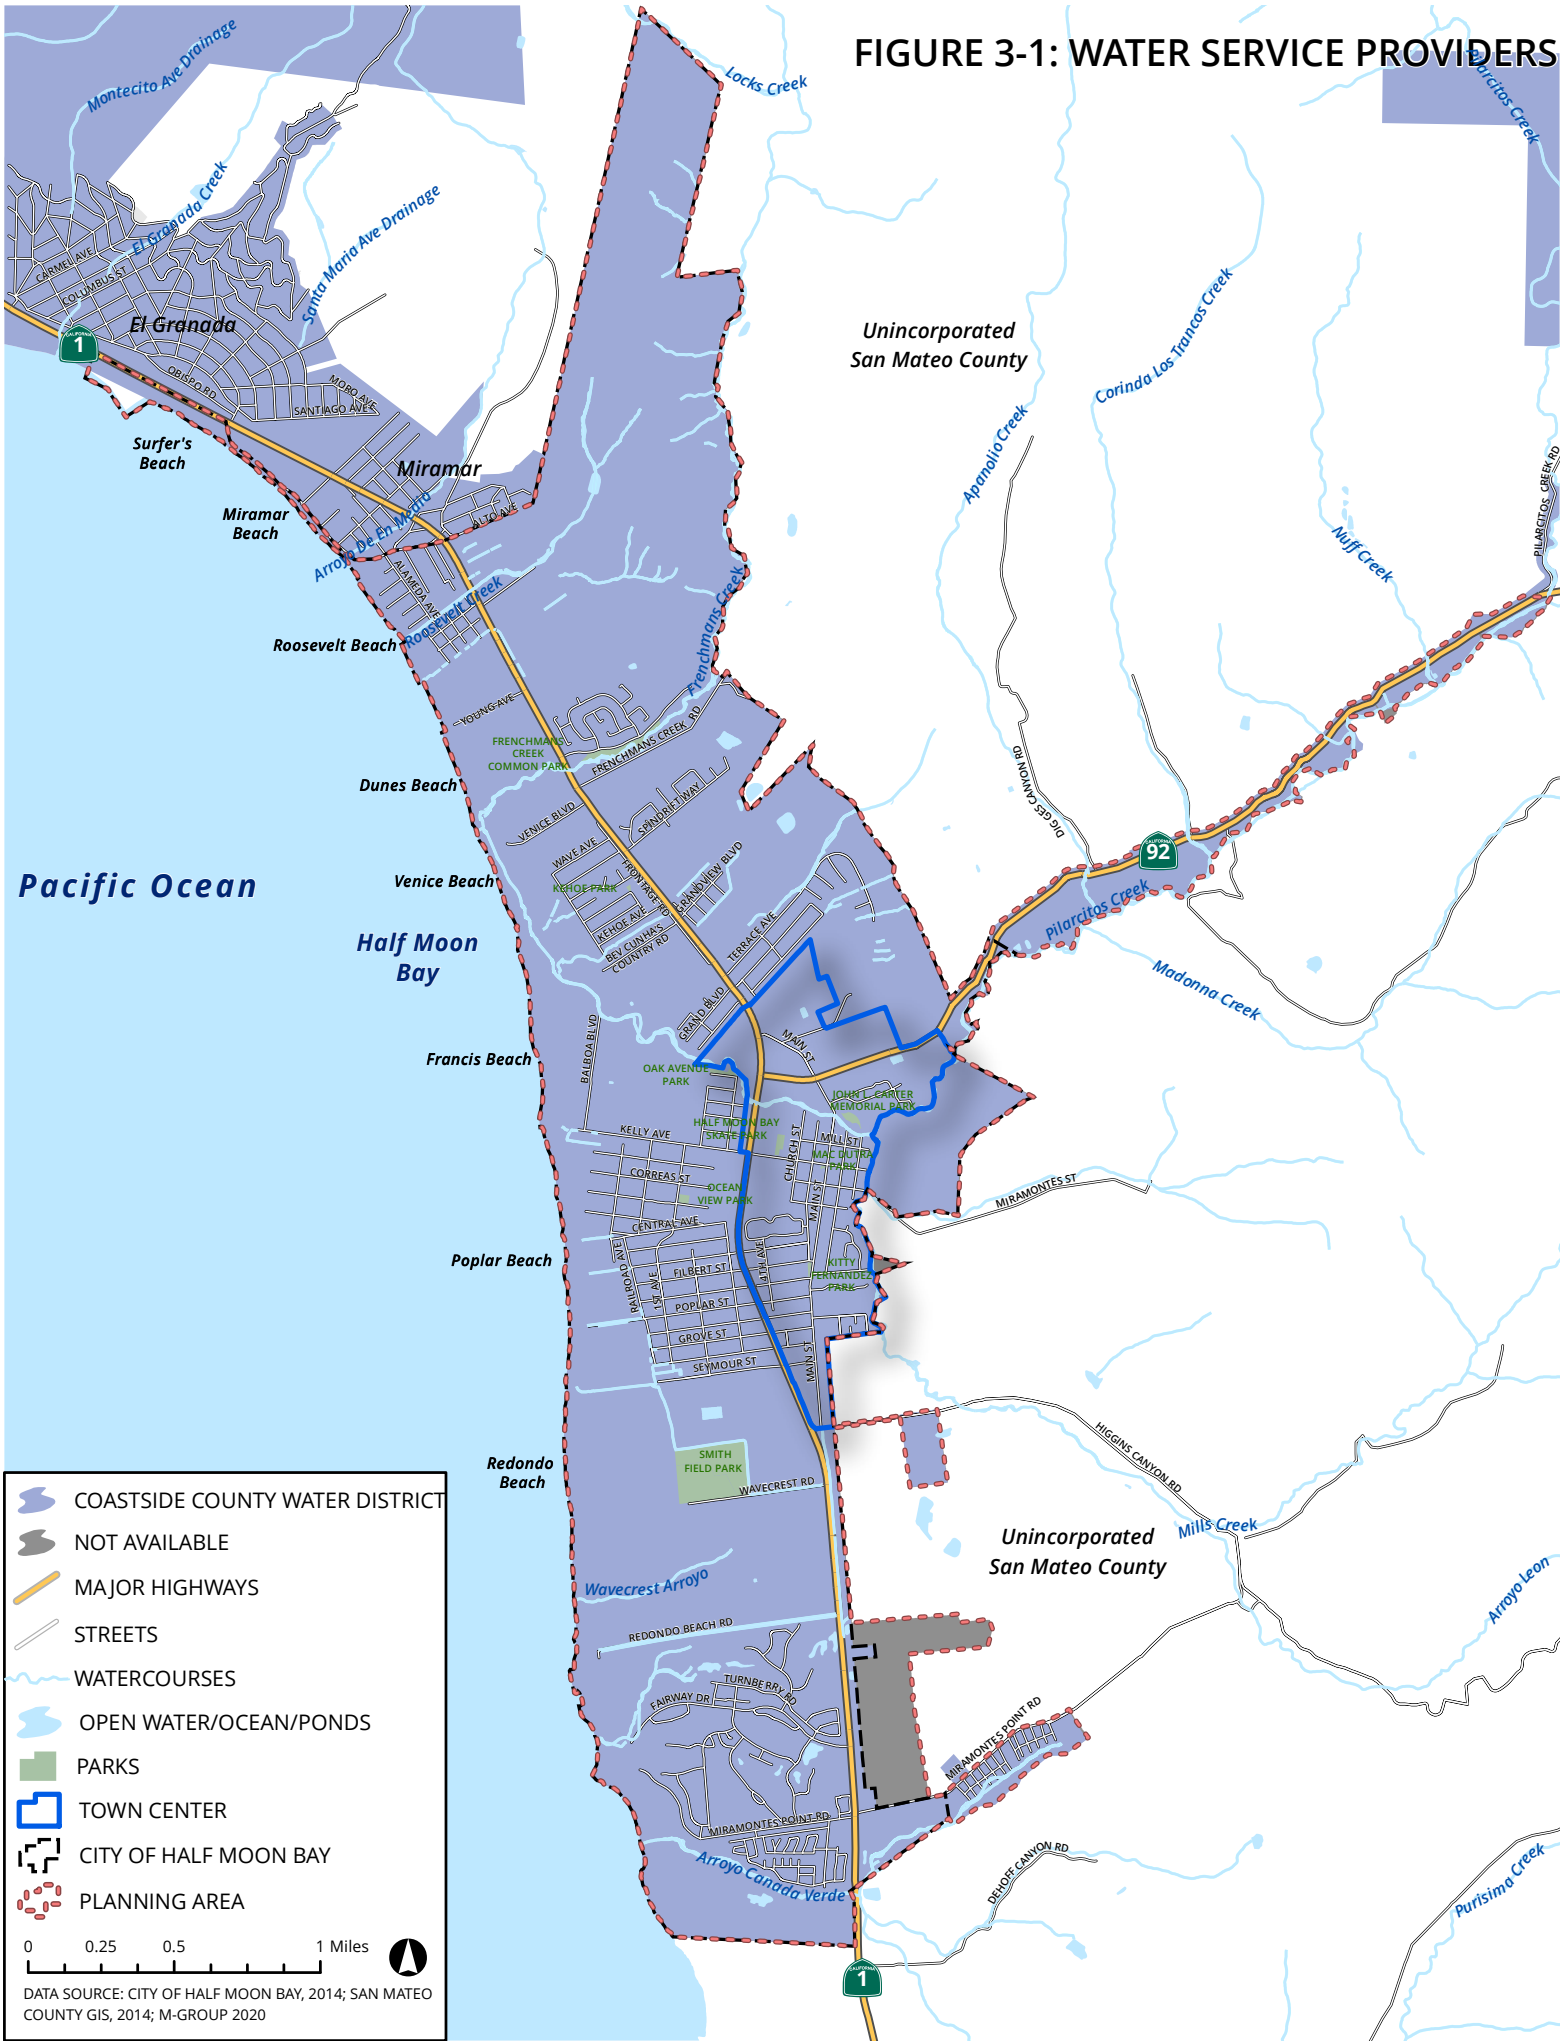 FIGURE 3-1: WATER SERVICE PROVIDERS
Montecito Ave Drainage
Locks Creek
Pilarcitos Creek
El Granada Creek
Santa Maria Ave Drainage
CARMEL AVE
COLUMBUS ST
El Granada
CALIFORNIA
1
OBISPO RD
MORO AVE
SANTIAGO AVE
Unincorporated
San Mateo County
Corinda Los Trancos Creek
Apanolio Creek
Surfer's
Beach
Miramar
Miramar
Beach
ALTO AVE
Arroyo De En Medio
PILARCITOS CREEK RD
Nuff Creek
ALAMEDA AVE
Roosevelt Creek
Roosevelt Beach
Frenchmans Creek
YOUNG AVE
FRENCHMANS
CREEK
COMMON PARK
FRENCHMANS CREEK RD
Dunes Beach
VENICE BLVD
SPINDRIFT WAY
DIGGES CANYON RD
WAVE AVE
FRONTAGE RD
GRANDVIEW BLVD
CALIFORNIA
92
Pacific Ocean
Venice Beach
KEHOE PARK
KEHOE AVE
BEV CUNHA'S
COUNTRY RD
TERRACE AVE
Pilarcitos Creek
Half Moon
Bay
Madonna Creek
GRAND BLVD
MAIN ST
BALBOA BLVD
Francis Beach
OAK AVENUE
PARK
JOHN L. CARTER
MEMORIAL PARK
HALF MOON BAY
SKATE PARK
KELLY AVE
CHURCH ST
MILL ST
MAC DUTRA
PARK
CORREAS ST
OCEAN
VIEW PARK
MAIN ST
MIRAMONTES ST
CENTRAL AVE
Poplar Beach
RAILROAD AVE
1ST AVE
FILBERT ST
4TH AVE
KITTY
FERNANDEZ
PARK
POPLAR ST
GROVE ST
SEYMOUR ST
MAIN ST
HIGGINS CANYON RD
Redondo
Beach
SMITH
FIELD PARK
WAVECREST RD
Mills Creek
Unincorporated
San Mateo County
Arroyo Leon
Wavecrest Arroyo
REDONDO BEACH RD
TURNBERRY RD
FAIRWAY DR
MIRAMONTES POINT RD
MIRAMONTES POINT RD
Arroyo Canada Verde
DEHOFF CANYON RD
Purisima Creek
CALIFORNIA
1
COASTSIDE COUNTY WATER DISTRICT
NOT AVAILABLE
MAJOR HIGHWAYS
STREETS
WATERCOURSES
OPEN WATER/OCEAN/PONDS
PARKS
TOWN CENTER
CITY OF HALF MOON BAY
PLANNING AREA
0 0.25 0.5 1 Miles
DATA SOURCE: CITY OF HALF MOON BAY, 2014; SAN MATEO
COUNTY GIS, 2014; M-GROUP 2020